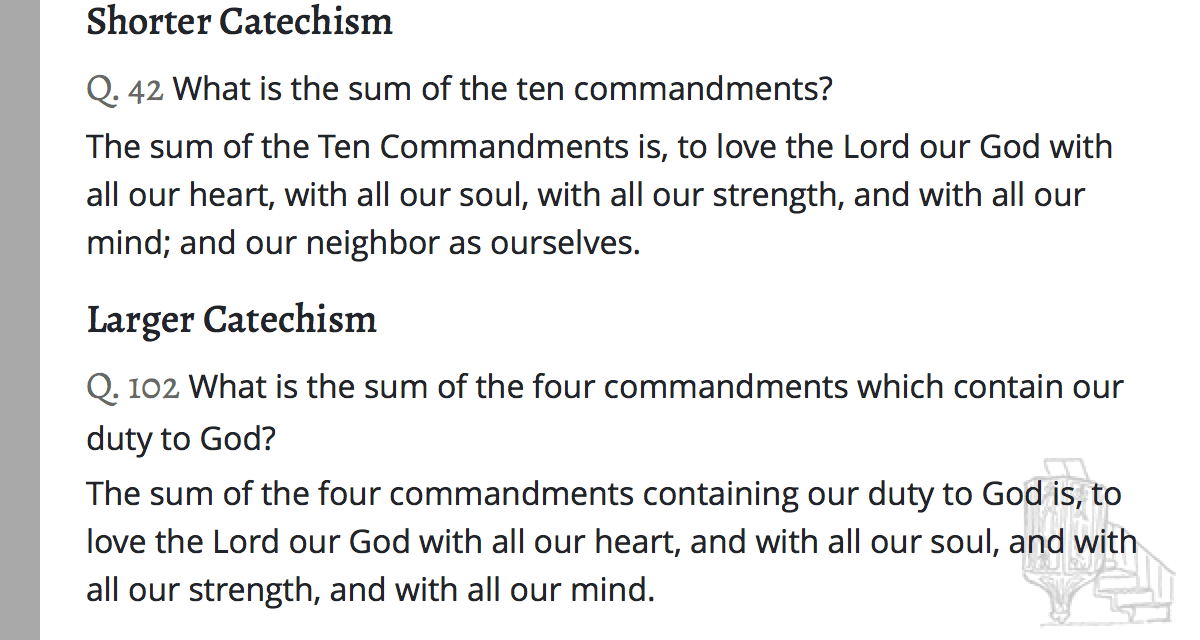 Shorter Catechism
Q. 42 What is the sum of the ten commandments?
The sum of the Ten Commandments is, to love the Lord our God with
all our heart, with all our soul, with all our strength, and with all our
mind; and our neighbor as ourselves.
Larger Catechism
Q. 102 What is the sum of the four commandments which contain our
duty to God?
The sum of the four commandments containing our duty to God is, to
love the Lord our God with all our heart, and with all our soul, and with
all our strength, and with all our mind.